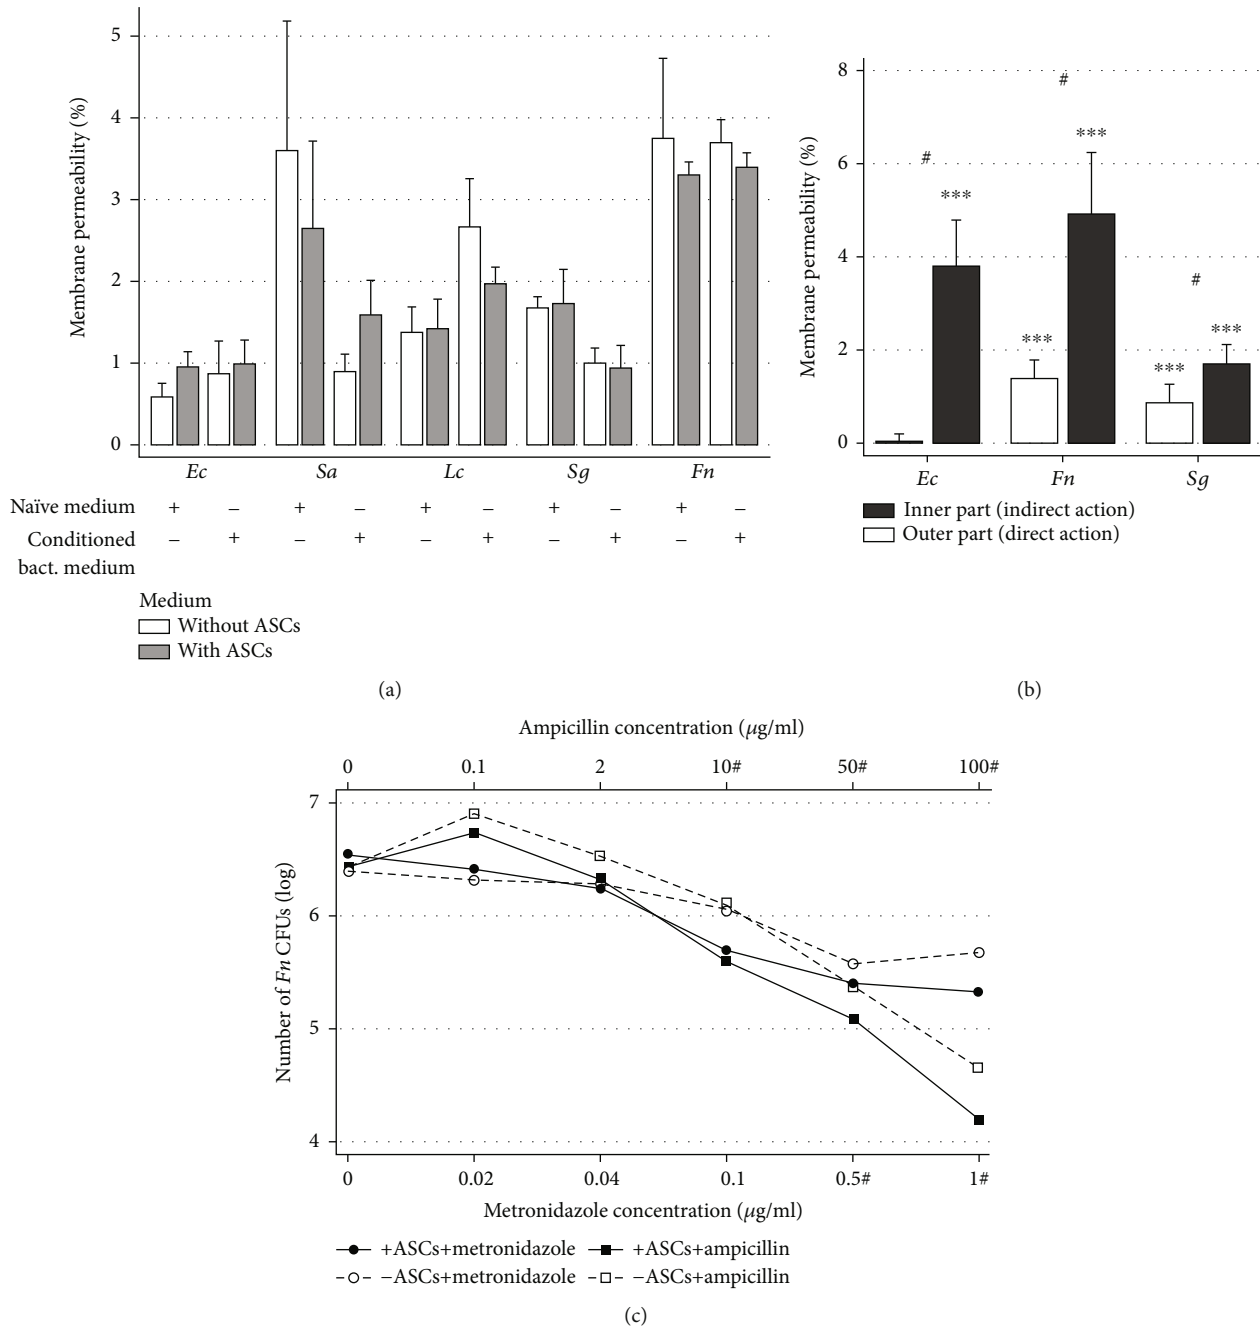 Membrane permeability (%)
5
4
3
2
1
0
Ec Sa Lc Sg Fn
Naïve medium + – + – + – + – + –
Conditioned bact. medium – + – + – + – + – +
Medium
Without ASCs
With ASCs
(a)
Membrane permeability (%)
8
6
4
2
0
#
***
#
***
***
#
***
***
Ec Fn Sg
Inner part (indirect action)
Outer part (direct action)
(b)
Ampicillin concentration (μg/ml)
0 0.1 2 10# 50# 100#
Number of Fn CFUs (log)
7
6
5
4
0 0.02 0.04 0.1 0.5# 1#
Metronidazole concentration (μg/ml)
+ASCs+metronidazole +ASCs+ampicillin
−ASCs+metronidazole −ASCs+ampicillin
(c)